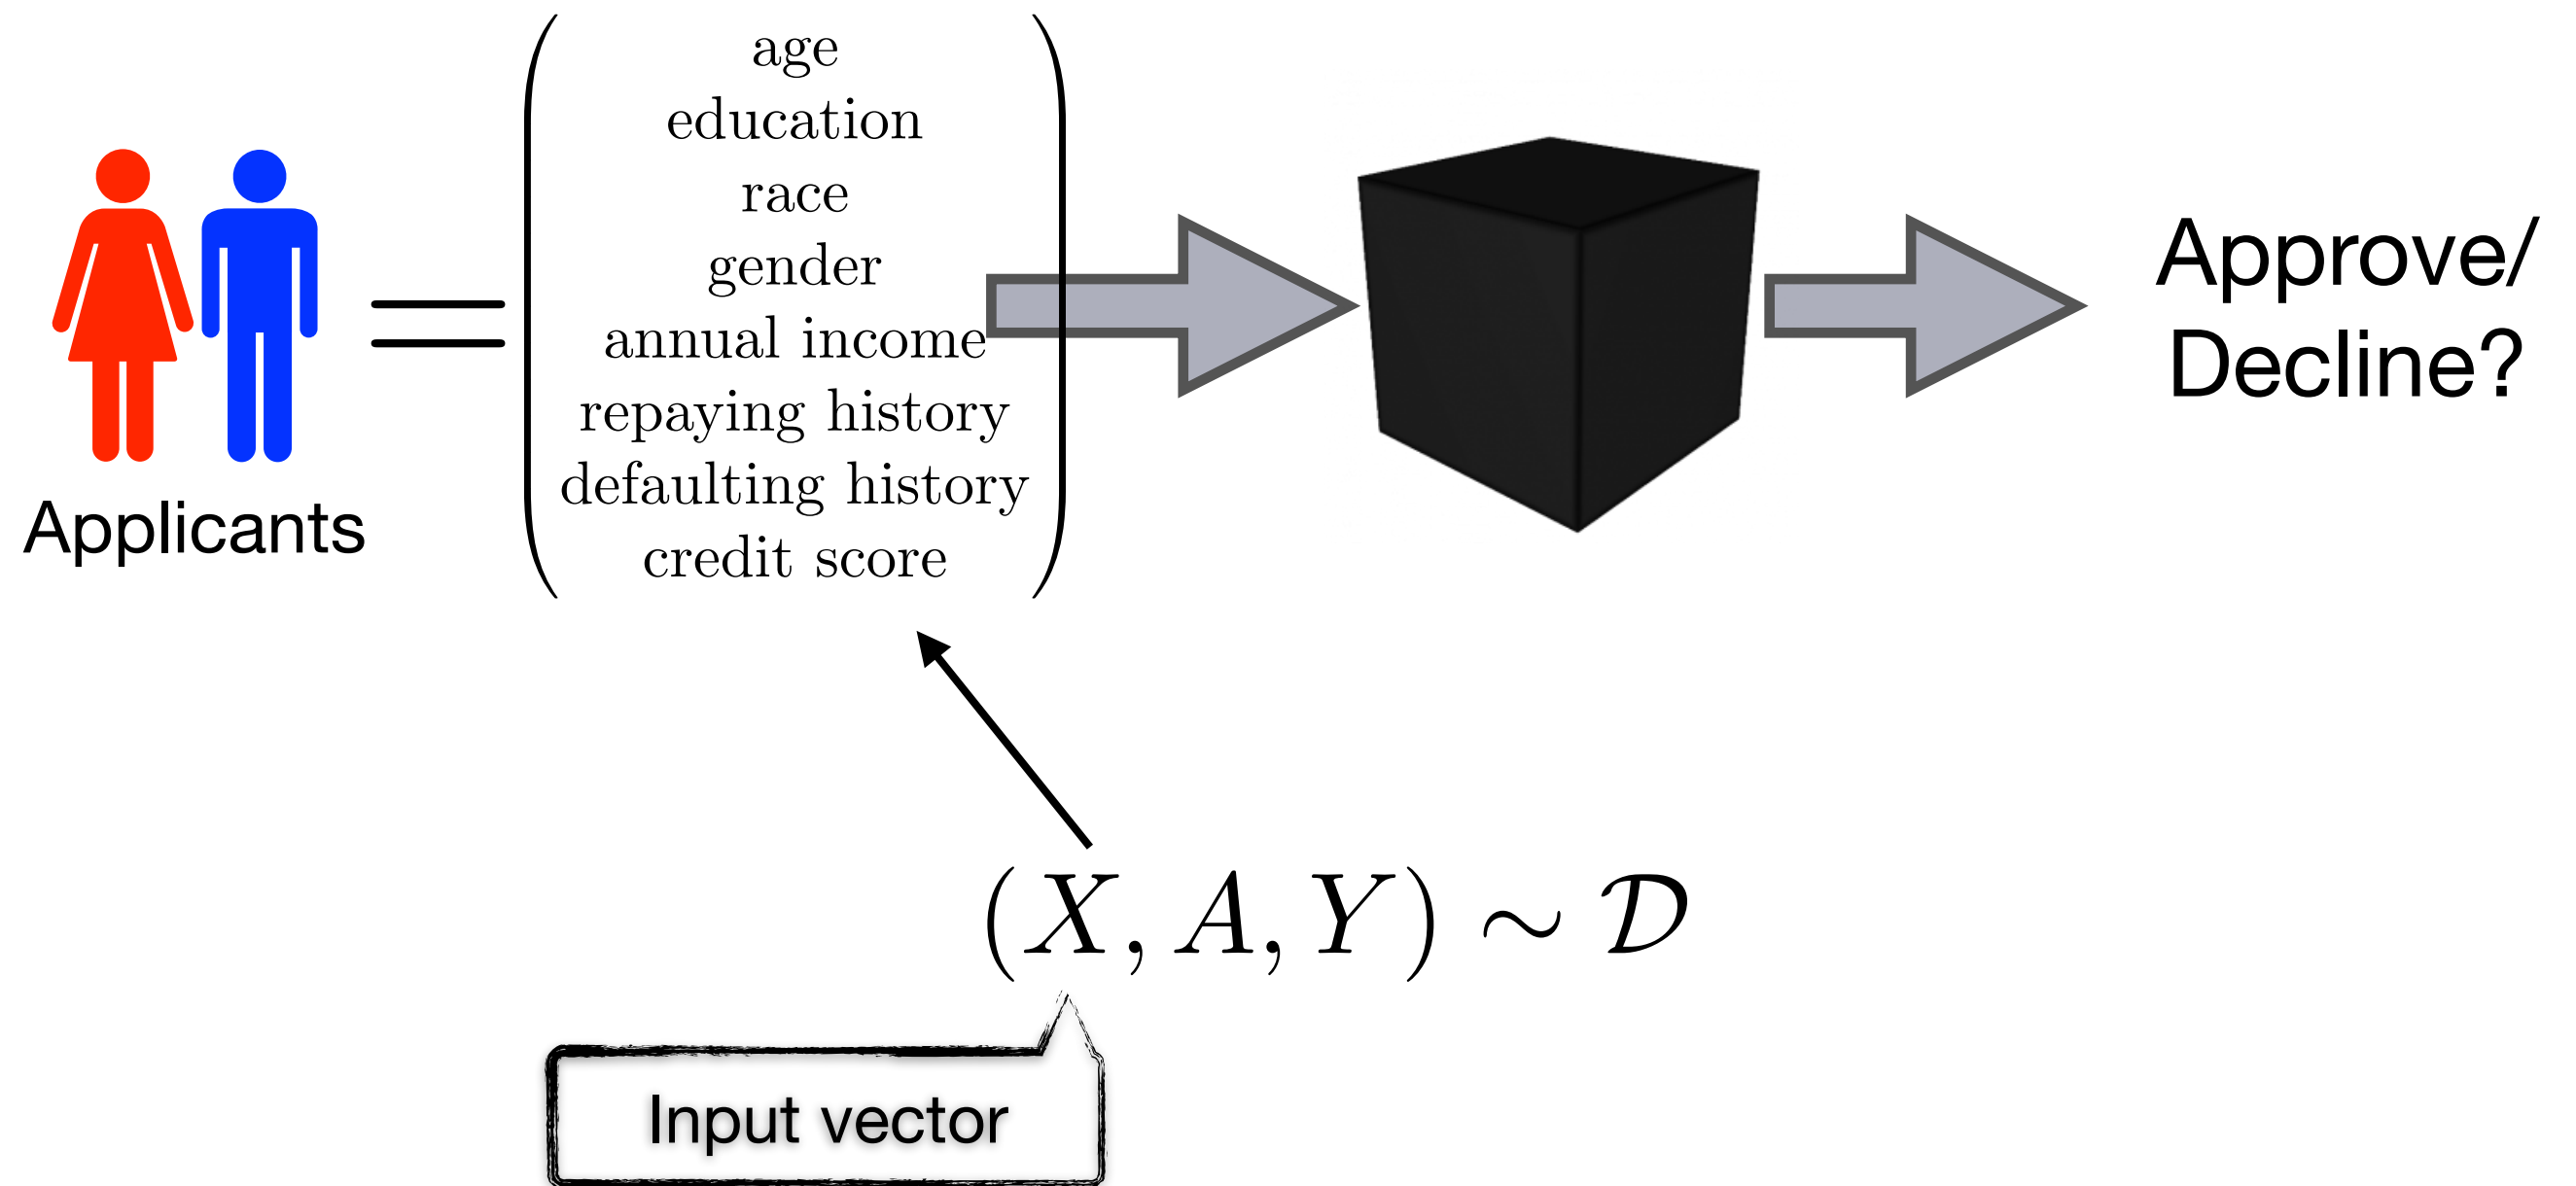 age
education
race
gender
annual income
repaying history
defaulting history
credit score
=
Applicants
Approve/
Decline?
(X, A, Y) ∼ 𝒟
Input vector